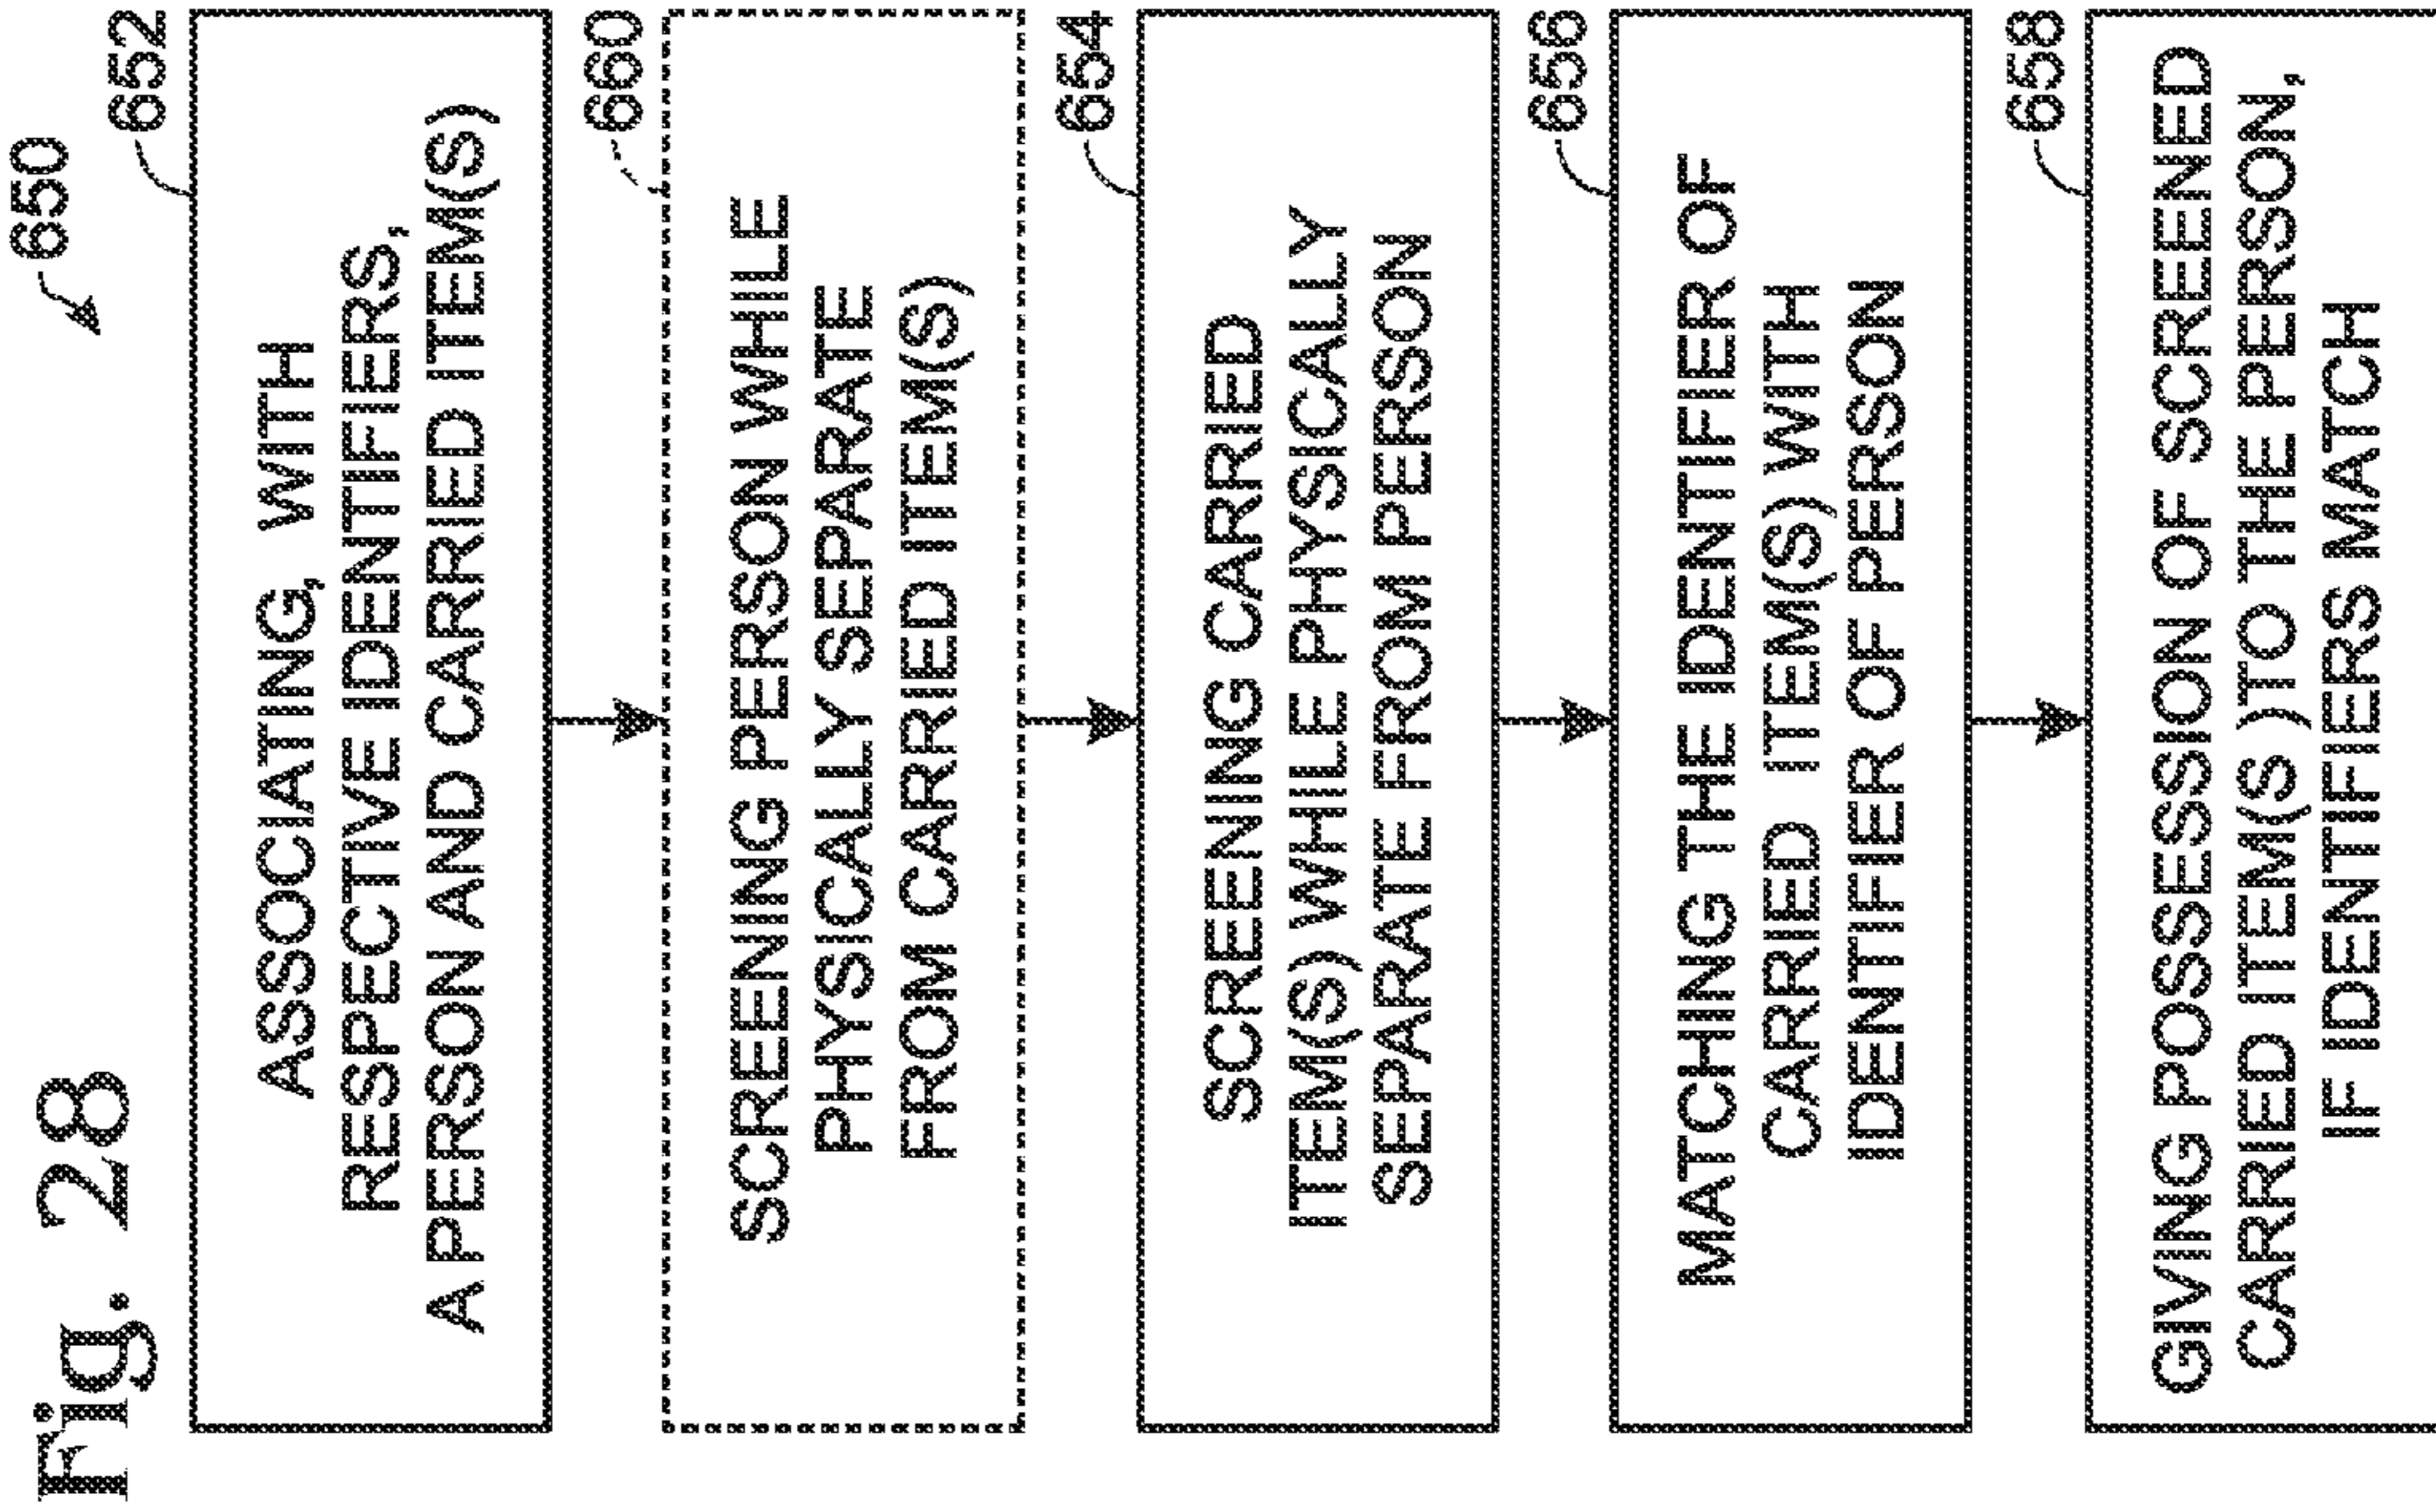 Fig. 28
650
652
ASSOCIATING, WITH
RESPECTIVE IDENTIFIERS,
A PERSON AND CARRIED ITEM(S)
660
SCREENING PERSON WHILE
PHYSICALLY SEPARATE
FROM CARRIED ITEM(S)
654
SCREENING CARRIED
ITEM(S) WHILE PHYSICALLY
SEPARATE FROM PERSON
656
MATCHING THE IDENTIFIER OF
CARRIED ITEM(S) WITH
IDENTIFIER OF PERSON
658
GIVING POSSESSION OF SCREENED
CARRIED ITEM(S )TO THE PERSON,
IF IDENTIFIERS MATCH